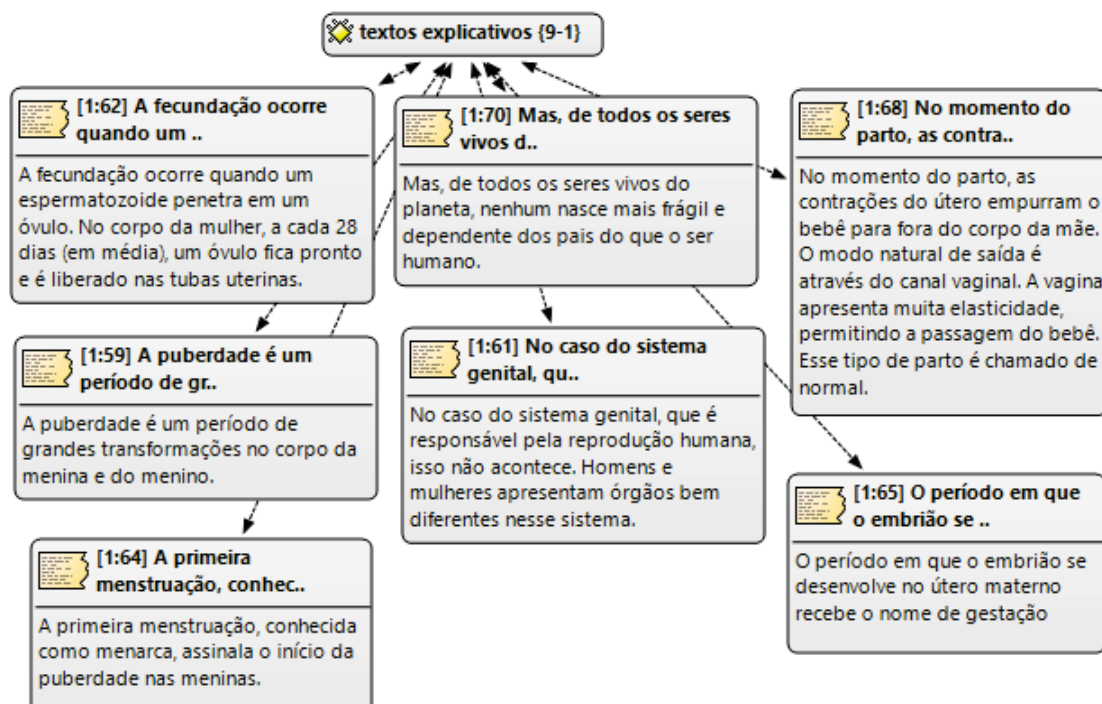 textos explicativos {9-1}
[1:62] A fecundação ocorre
quando um ..
A fecundação ocorre quando um
espermatozoide penetra em um
óvulo. No corpo da mulher, a cada 28
dias (em média), um óvulo fica pronto
e é liberado nas tubas uterinas.
[1:70] Mas, de todos os seres
vivos d..
Mas, de todos os seres vivos do
planeta, nenhum nasce mais frágil e
dependente dos pais do que o ser
humano.
[1:68] No momento do
parto, as contra..
No momento do parto, as
contrações do útero empurram o
bebê para fora do corpo da mãe.
O modo natural de saída é
através do canal vaginal. A vagina
apresenta muita elasticidade,
permitindo a passagem do bebê.
Esse tipo de parto é chamado de
normal.
[1:59] A puberdade é um
período de gr..
A puberdade é um período de
grandes transformações no corpo da
menina e do menino.
[1:61] No caso do sistema
genital, qu..
No caso do sistema genital, que é
responsável pela reprodução humana,
isso não acontece. Homens e
mulheres apresentam órgãos bem
diferentes nesse sistema.
[1:65] O período em que
o embrião se ..
O período em que o embrião se
desenvolve no útero materno
recebe o nome de gestação
[1:64] A primeira
menstruação, conhec..
A primeira menstruação, conhecida
como menarca, assinala o início da
puberdade nas meninas.